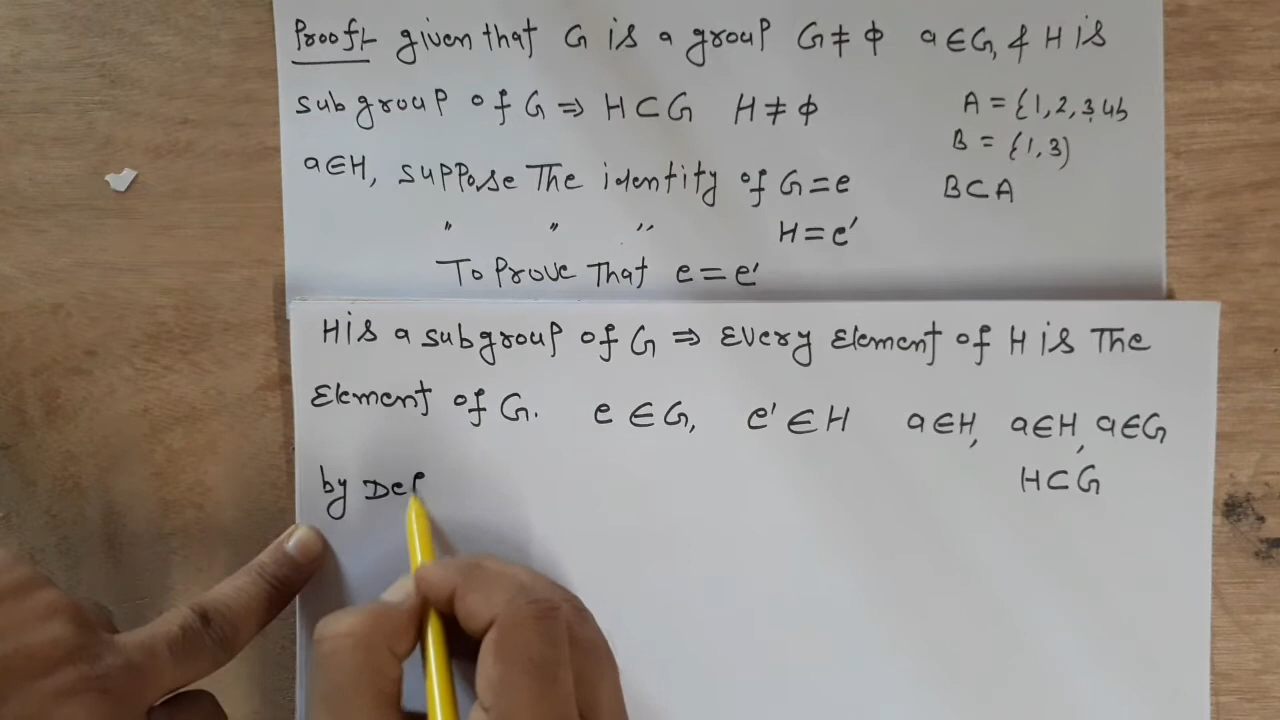 Proof:- given that G is a group G ≠ ϕ a∈G, & H is
subgroup of G ⇒ H⊂G H ≠ ϕ
A = {1,2,3,4}
B = {1,3)
a∈H, suppose The identity of G = e
B⊂A
" " " H = e'
To Prove That e = e'
H is a subgroup of G ⇒ Every Element of H is The
Element of G. e ∈ G, e' ∈ H a∈H, a∈H, a∈G
H⊂G
by Def